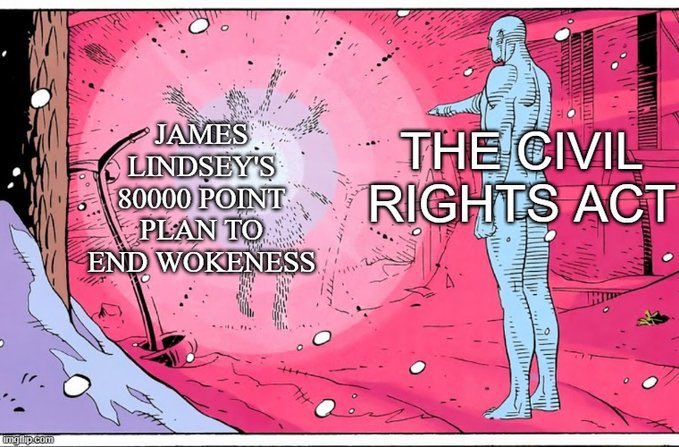 JAMES
LINDSEY'S
80000 POINT
PLAN TO
END WOKENESS
THE CIVIL
RIGHTS ACT
imgflip.com